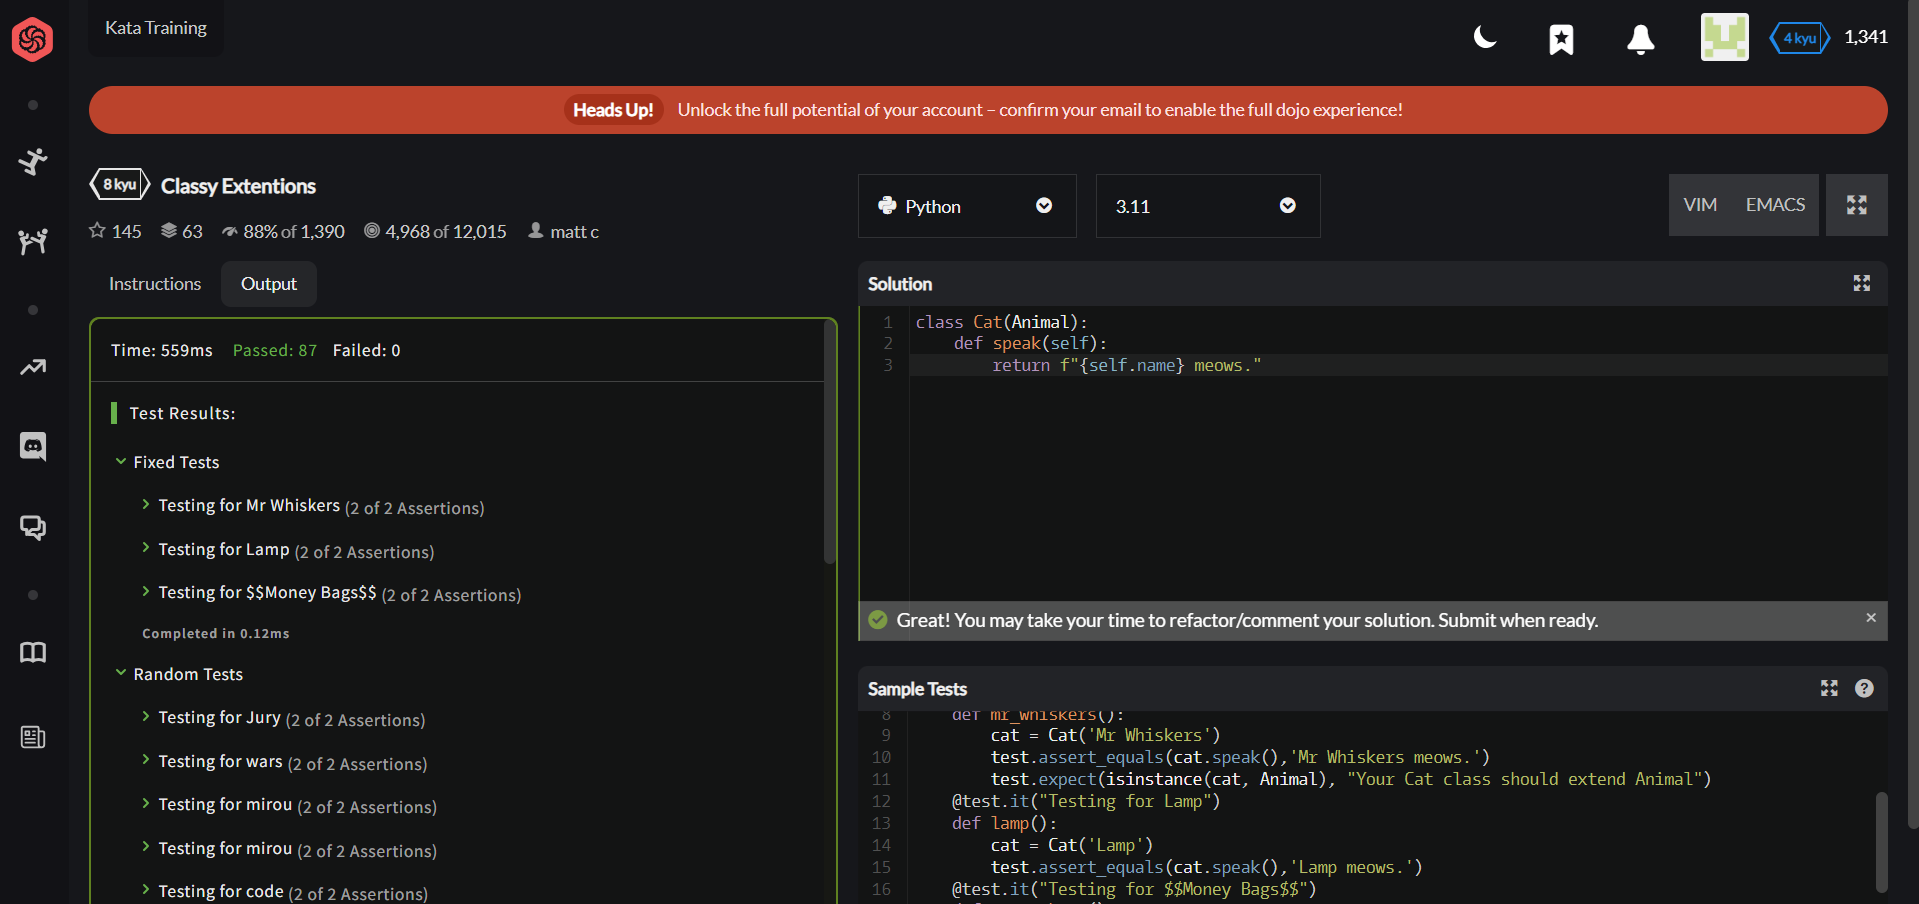 Kata Training
4 kyu
1,341
Heads Up! Unlock the full potential of your account – confirm your email to enable the full dojo experience!
8 kyu Classy Extentions
145 63 88% of 1,390 4,968 of 12,015 matt c
Instructions Output
Time: 559ms Passed: 87 Failed: 0
Test Results:
Fixed Tests
Testing for Mr Whiskers (2 of 2 Assertions)
Testing for Lamp (2 of 2 Assertions)
Testing for $$Money Bags$$ (2 of 2 Assertions)
Completed in 0.12ms
Random Tests
Testing for Jury (2 of 2 Assertions)
Testing for wars (2 of 2 Assertions)
Testing for mirou (2 of 2 Assertions)
Testing for mirou (2 of 2 Assertions)
Testing for code (2 of 2 Assertions)
Python
3.11
VIM EMACS
Solution
1 class Cat(Animal):
2 def speak(self):
3 return f"{self.name} meows."
Great! You may take your time to refactor/comment your solution. Submit when ready.
Sample Tests
8 def mr_whiskers():
9 cat = Cat('Mr Whiskers')
10 test.assert_equals(cat.speak(),'Mr Whiskers meows.')
11 test.expect(isinstance(cat, Animal), "Your Cat class should extend Animal")
12 @test.it("Testing for Lamp")
13 def lamp():
14 cat = Cat('Lamp')
15 test.assert_equals(cat.speak(),'Lamp meows.')
16 @test.it("Testing for $$Money Bags$$")